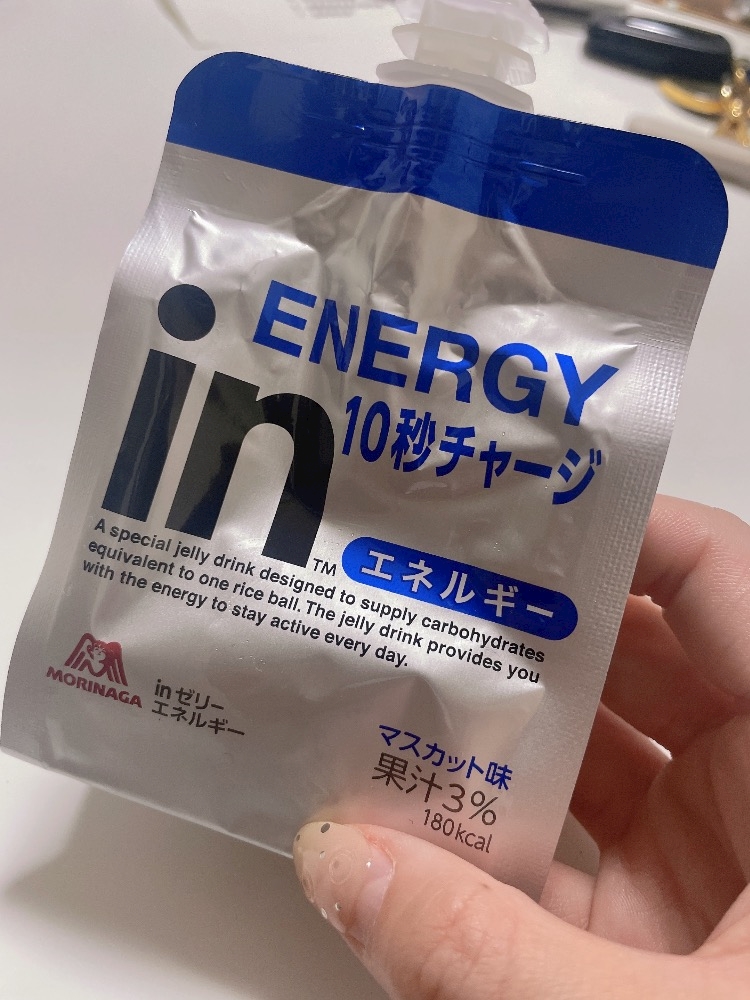 ENERGY
in
10秒チャージ
TM
エネルギー
A special jelly drink designed to supply carbohydrates
equivalent to one rice ball. The jelly drink provides you
with the energy to stay active every day.
MORINAGA
inゼリー
エネルギー
マスカット味
果汁3%
180kcal